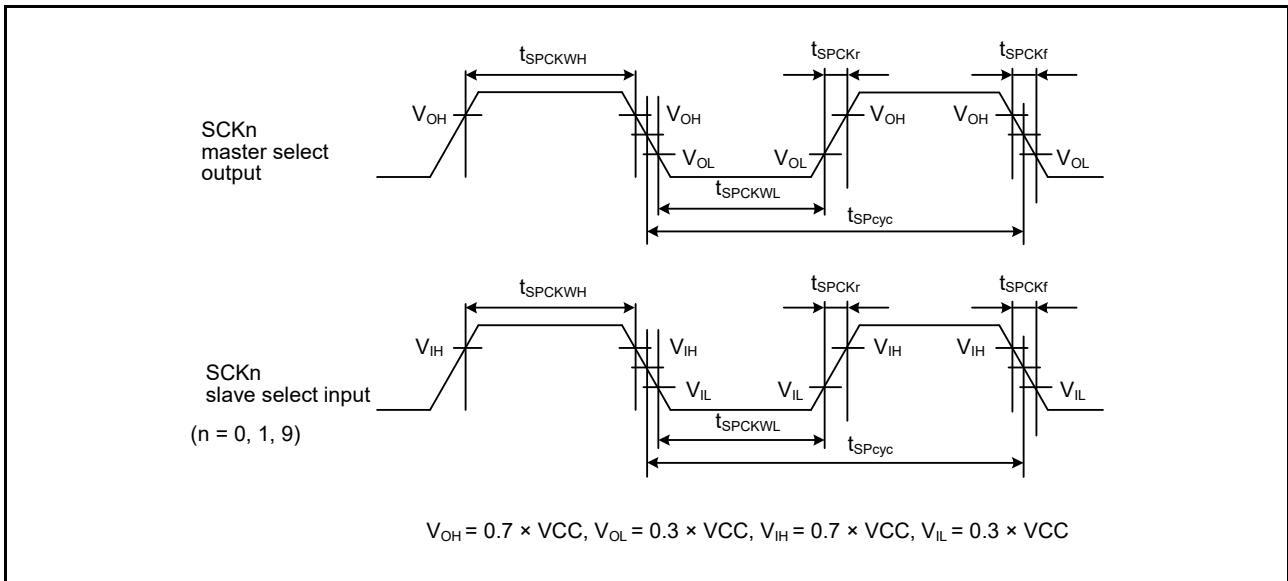 tSPCKWH tSPCKr tSPCKf
VOH VOH VOH VOH
SCKn
master select
output
VOL VOL VOL
tSPCKWL
tSPcyc
tSPCKWH tSPCKr tSPCKf
VIH VIH VIH VIH
SCKn
slave select input
VIL VIL VIL
(n = 0, 1, 9)
tSPCKWL
tSPcyc
VOH = 0.7 × VCC, VOL = 0.3 × VCC, VIH = 0.7 × VCC, VIL = 0.3 × VCC